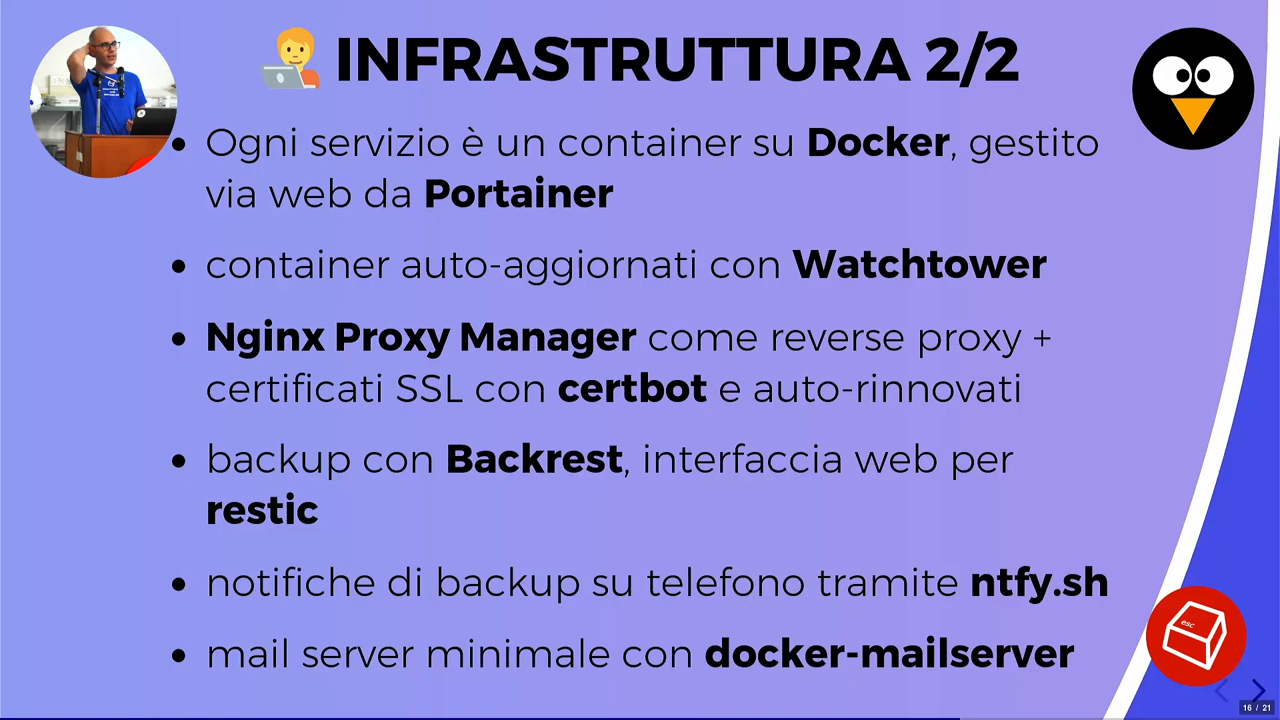 INFRASTRUTTURA 2/2
• Ogni servizio è un container su Docker, gestito
via web da Portainer
• container auto-aggiornati con Watchtower
• Nginx Proxy Manager come reverse proxy +
certificati SSL con certbot e auto-rinnovati
• backup con Backrest, interfaccia web per
restic
• notifiche di backup su telefono tramite ntfy.sh
• mail server minimale con docker-mailserver
esc
16 / 21